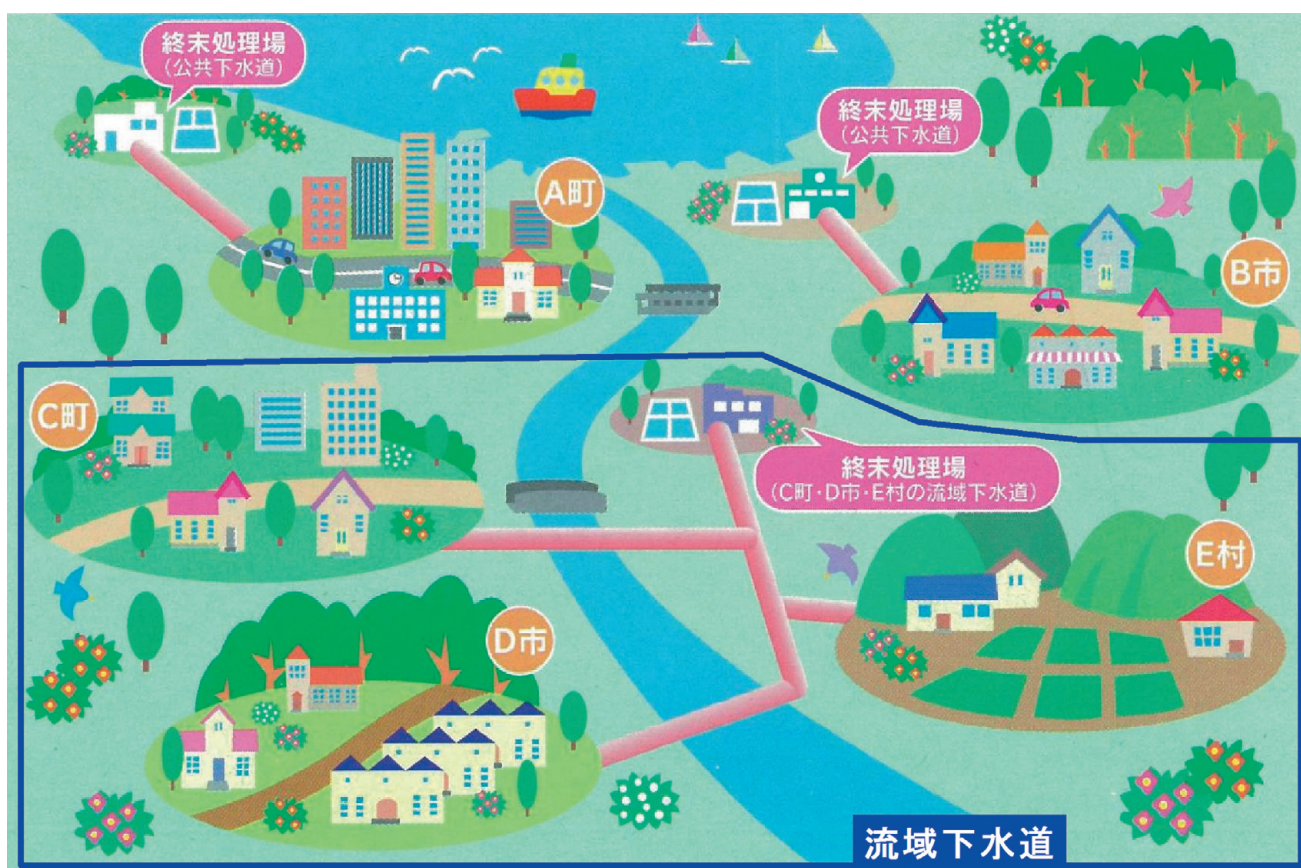 終末処理場
(公共下水道)
終末処理場
(公共下水道)
A町
B市
C町
終末処理場
(C町・D市・E村の流域下水道)
E村
D市
流域下水道